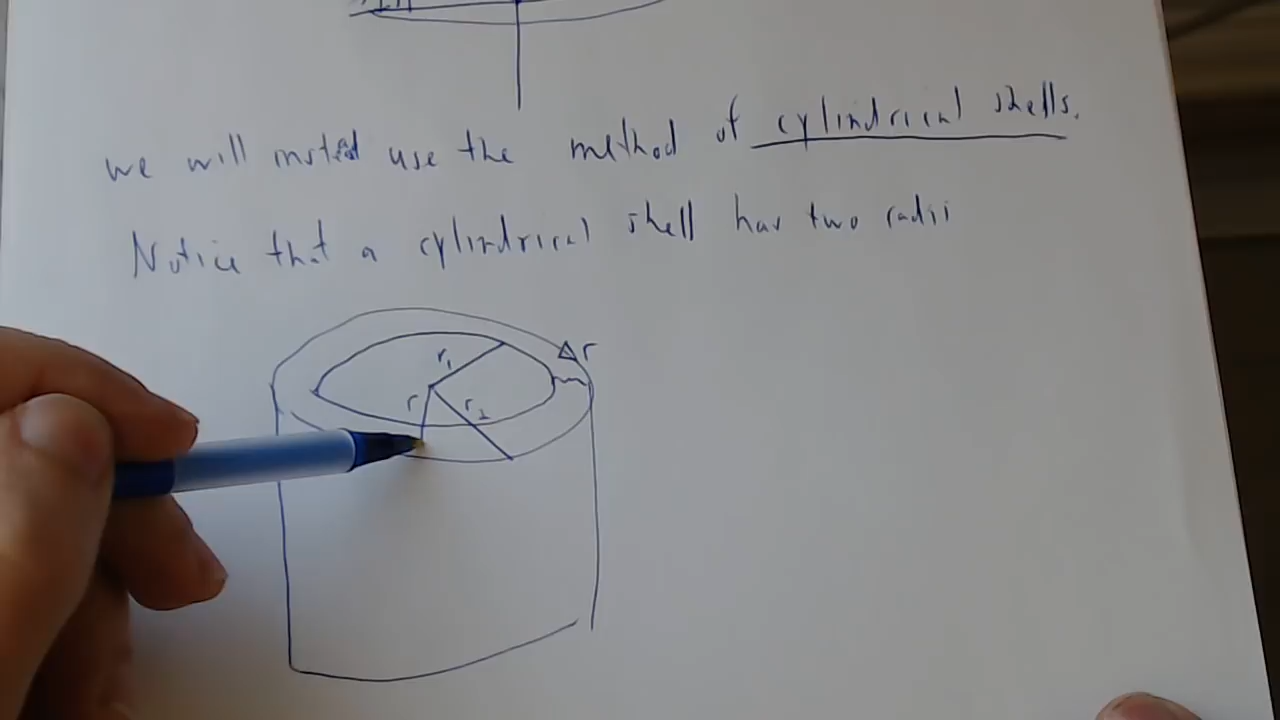 we will instead use the method of cylindrical shells.
Notice that a cylindrical shell has two radii
Δr
r₁
r r₂